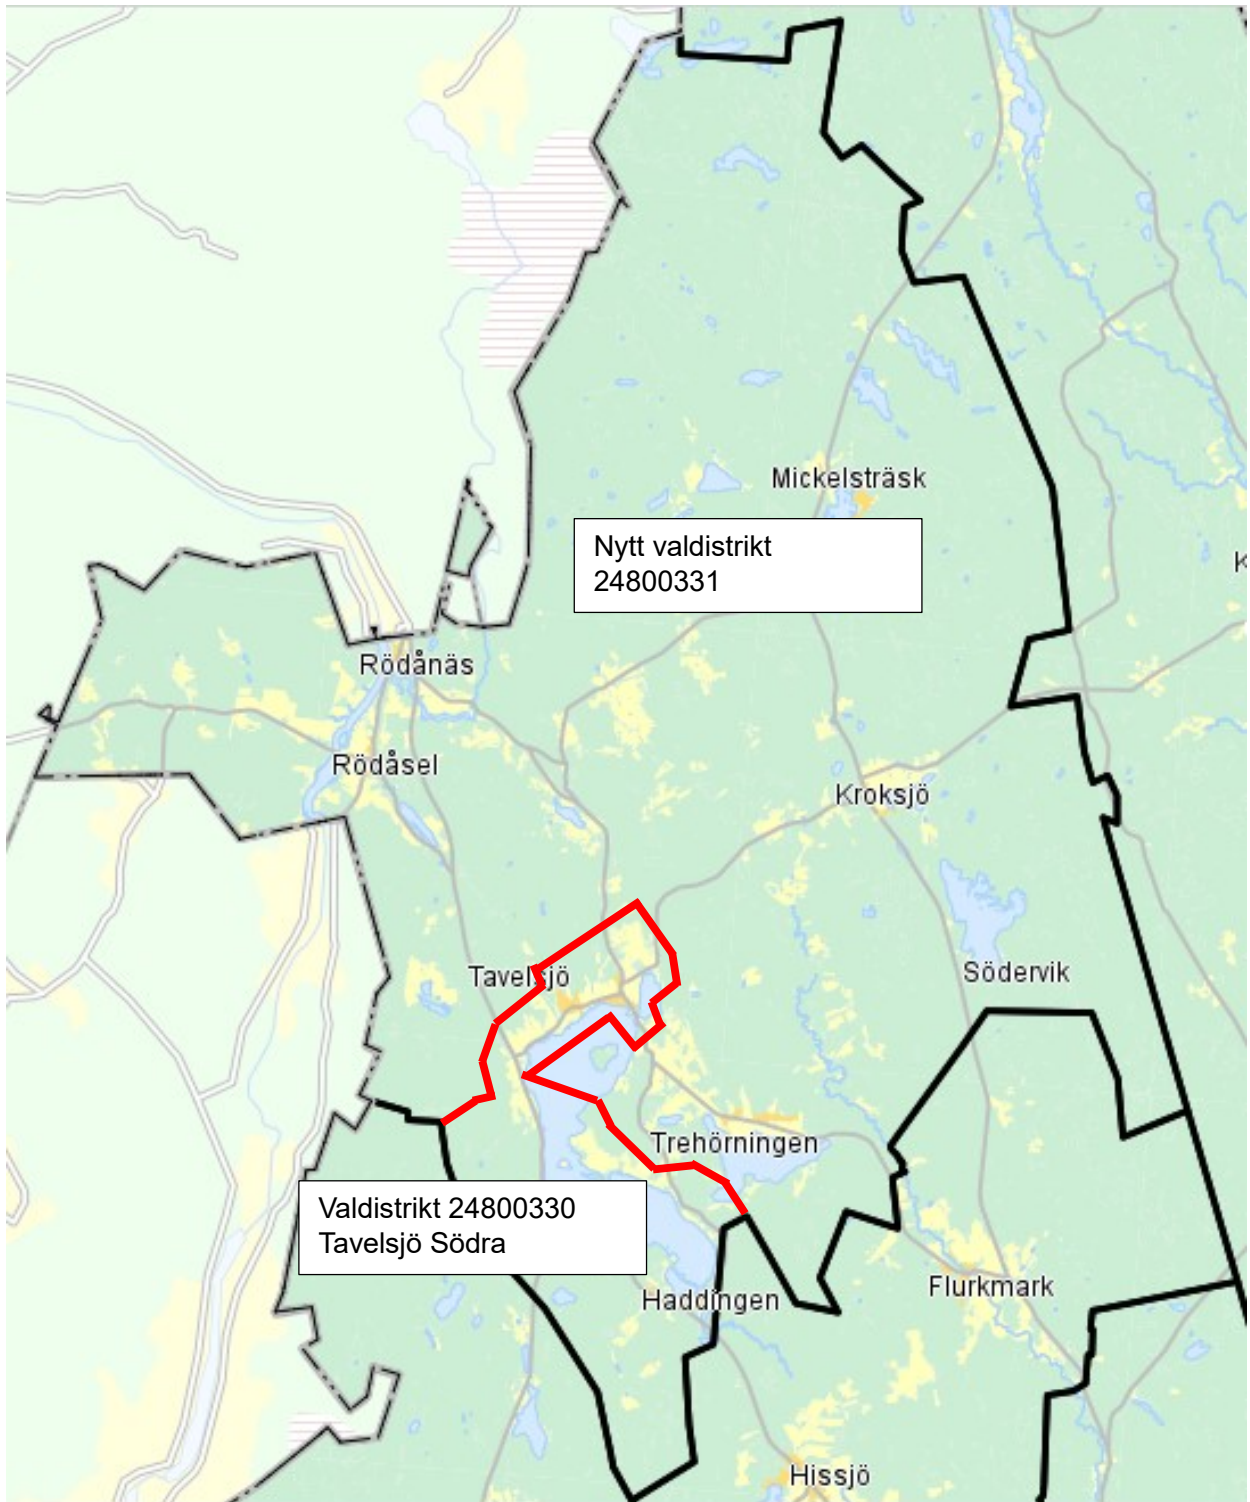 Mickelsträsk
Nytt valdistrikt
24800331
K
Rödånäs
Rödåsel
Kroksjö
Tavelsjö
Södervik
Trehörningen
Valdistrikt 24800330
Tavelsjö Södra
Flurkmark
Haddingen
Hissjö